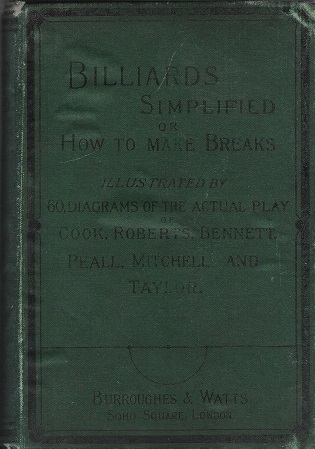 BILLIARDS
SIMPLIFIED
OR
HOW TO MAKE BREAKS
ILLUSTRATED BY
60, DIAGRAMS OF THE ACTUAL PLAY
OF
COOK, ROBERTS, BENNETT,
PEALL, MITCHELL AND
TAYLOR.
BURROUGHES & WATTS
SOHO SQUARE, LONDON